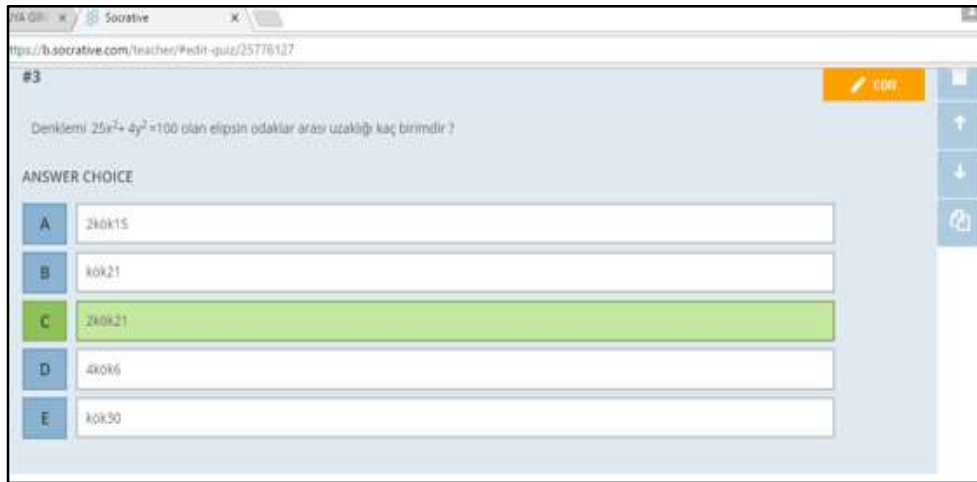 Socrative
https://b.socrative.com/teacher/#edit-quiz/25776127
#3
EDIT
Denklemi 25x²+ 4y² =100 olan elipsin odaklar arası uzaklığı kaç birimdir ?
ANSWER CHOICE
A 2kök15
B kök21
C 2kök21
D 4kök6
E kök30